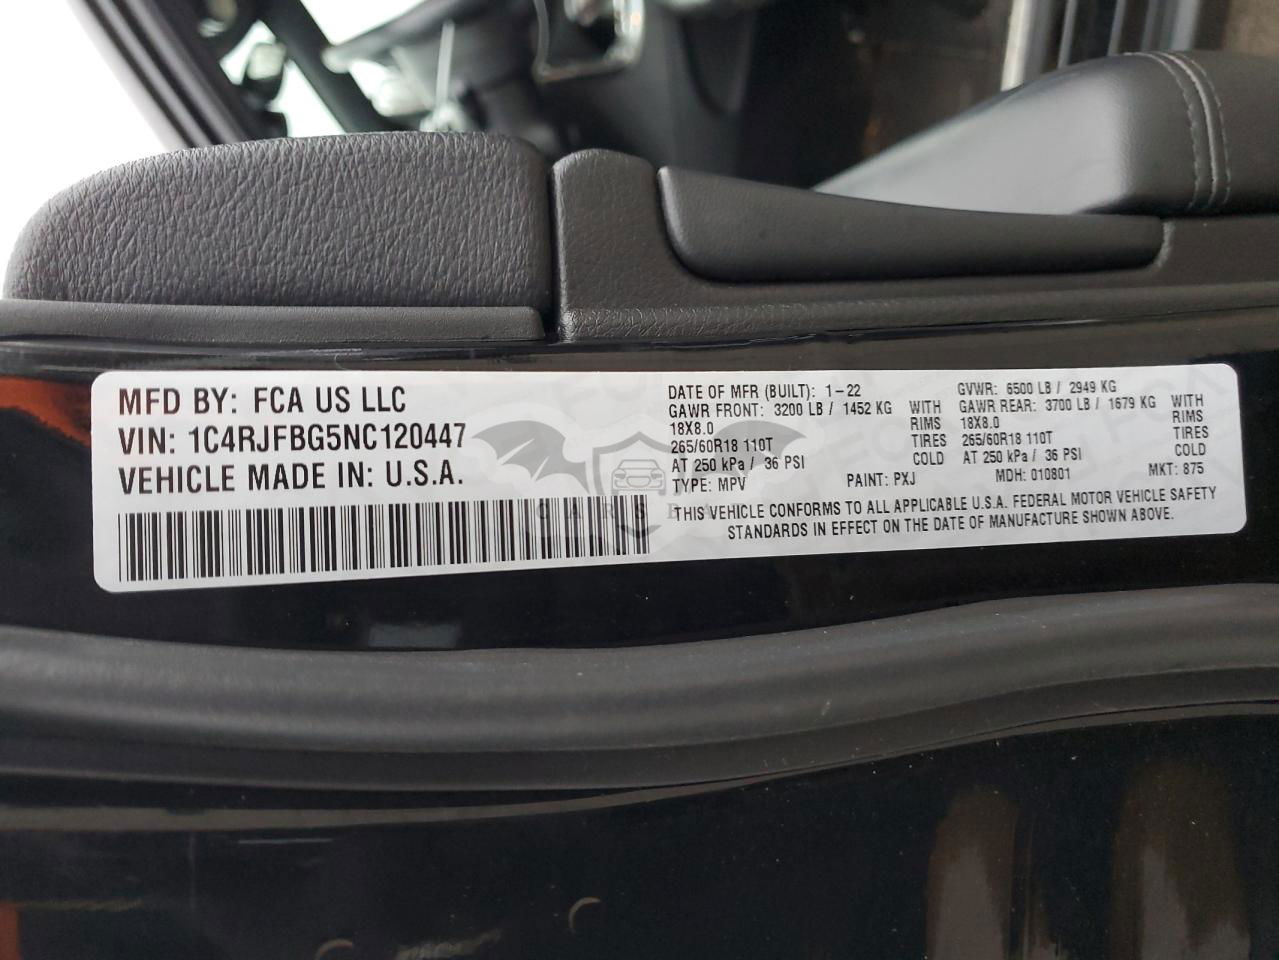 MFD BY: FCA US LLC
VIN: 1C4RJFBG5NC120447
VEHICLE MADE IN: U.S.A.
DATE OF MFR (BUILT): 1-22
GAWR FRONT: 3200 LB / 1452 KG WITH
18X8.0 RIMS
265/60R18 110T TIRES
AT 250 kPa / 36 PSI COLD
TYPE: MPV PAINT: PXJ
GVWR: 6500 LB / 2949 KG
GAWR REAR: 3700 LB / 1679 KG WITH
18X8.0 RIMS
265/60R18 110T TIRES
AT 250 kPa / 36 PSI COLD
MDH: 010801 MKT: 875
THIS VEHICLE CONFORMS TO ALL APPLICABLE U.S.A. FEDERAL MOTOR VEHICLE SAFETY
STANDARDS IN EFFECT ON THE DATE OF MANUFACTURE SHOWN ABOVE.